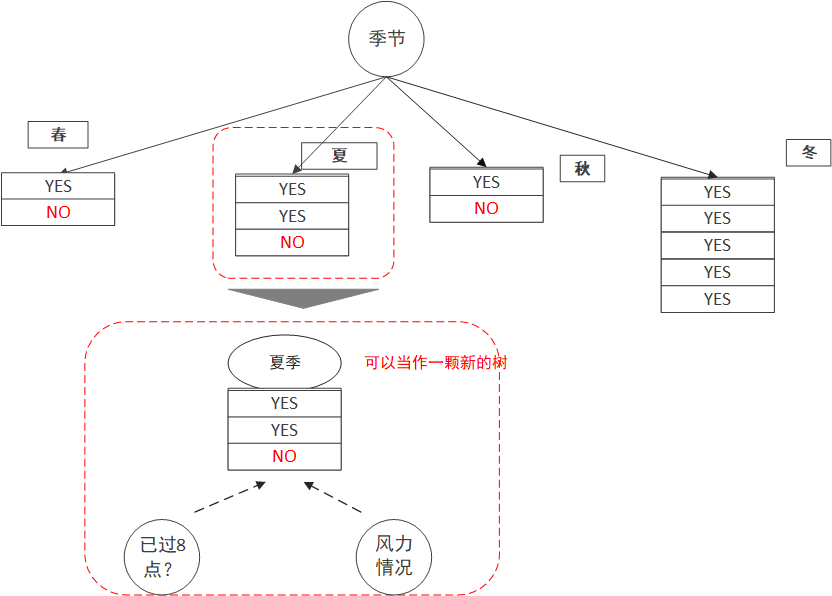 季节
春
夏
秋
冬
YES
NO
YES
YES
NO
YES
NO
YES
YES
YES
YES
YES
夏季
可以当作一颗新的树
YES
YES
NO
已过8
点？
风力
情况